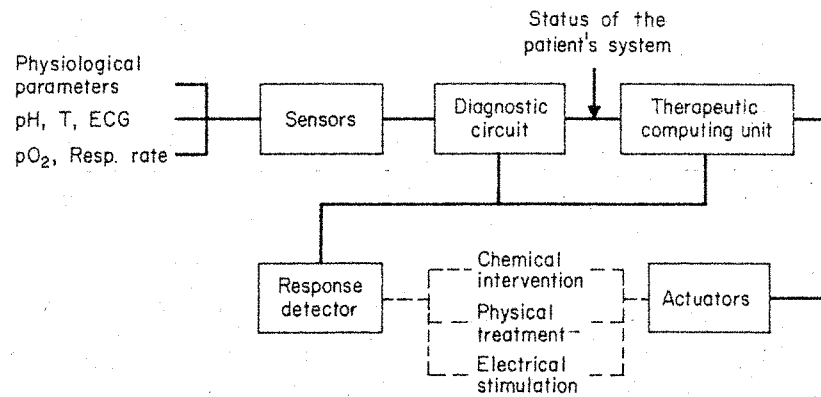 Status of the
patient's system
Physiological
parameters
pH, T, ECG
pO₂, Resp. rate
Sensors
Diagnostic
circuit
Therapeutic
computing unit
Response
detector
Chemical
intervention
Physical
treatment
Electrical
stimulation
Actuators